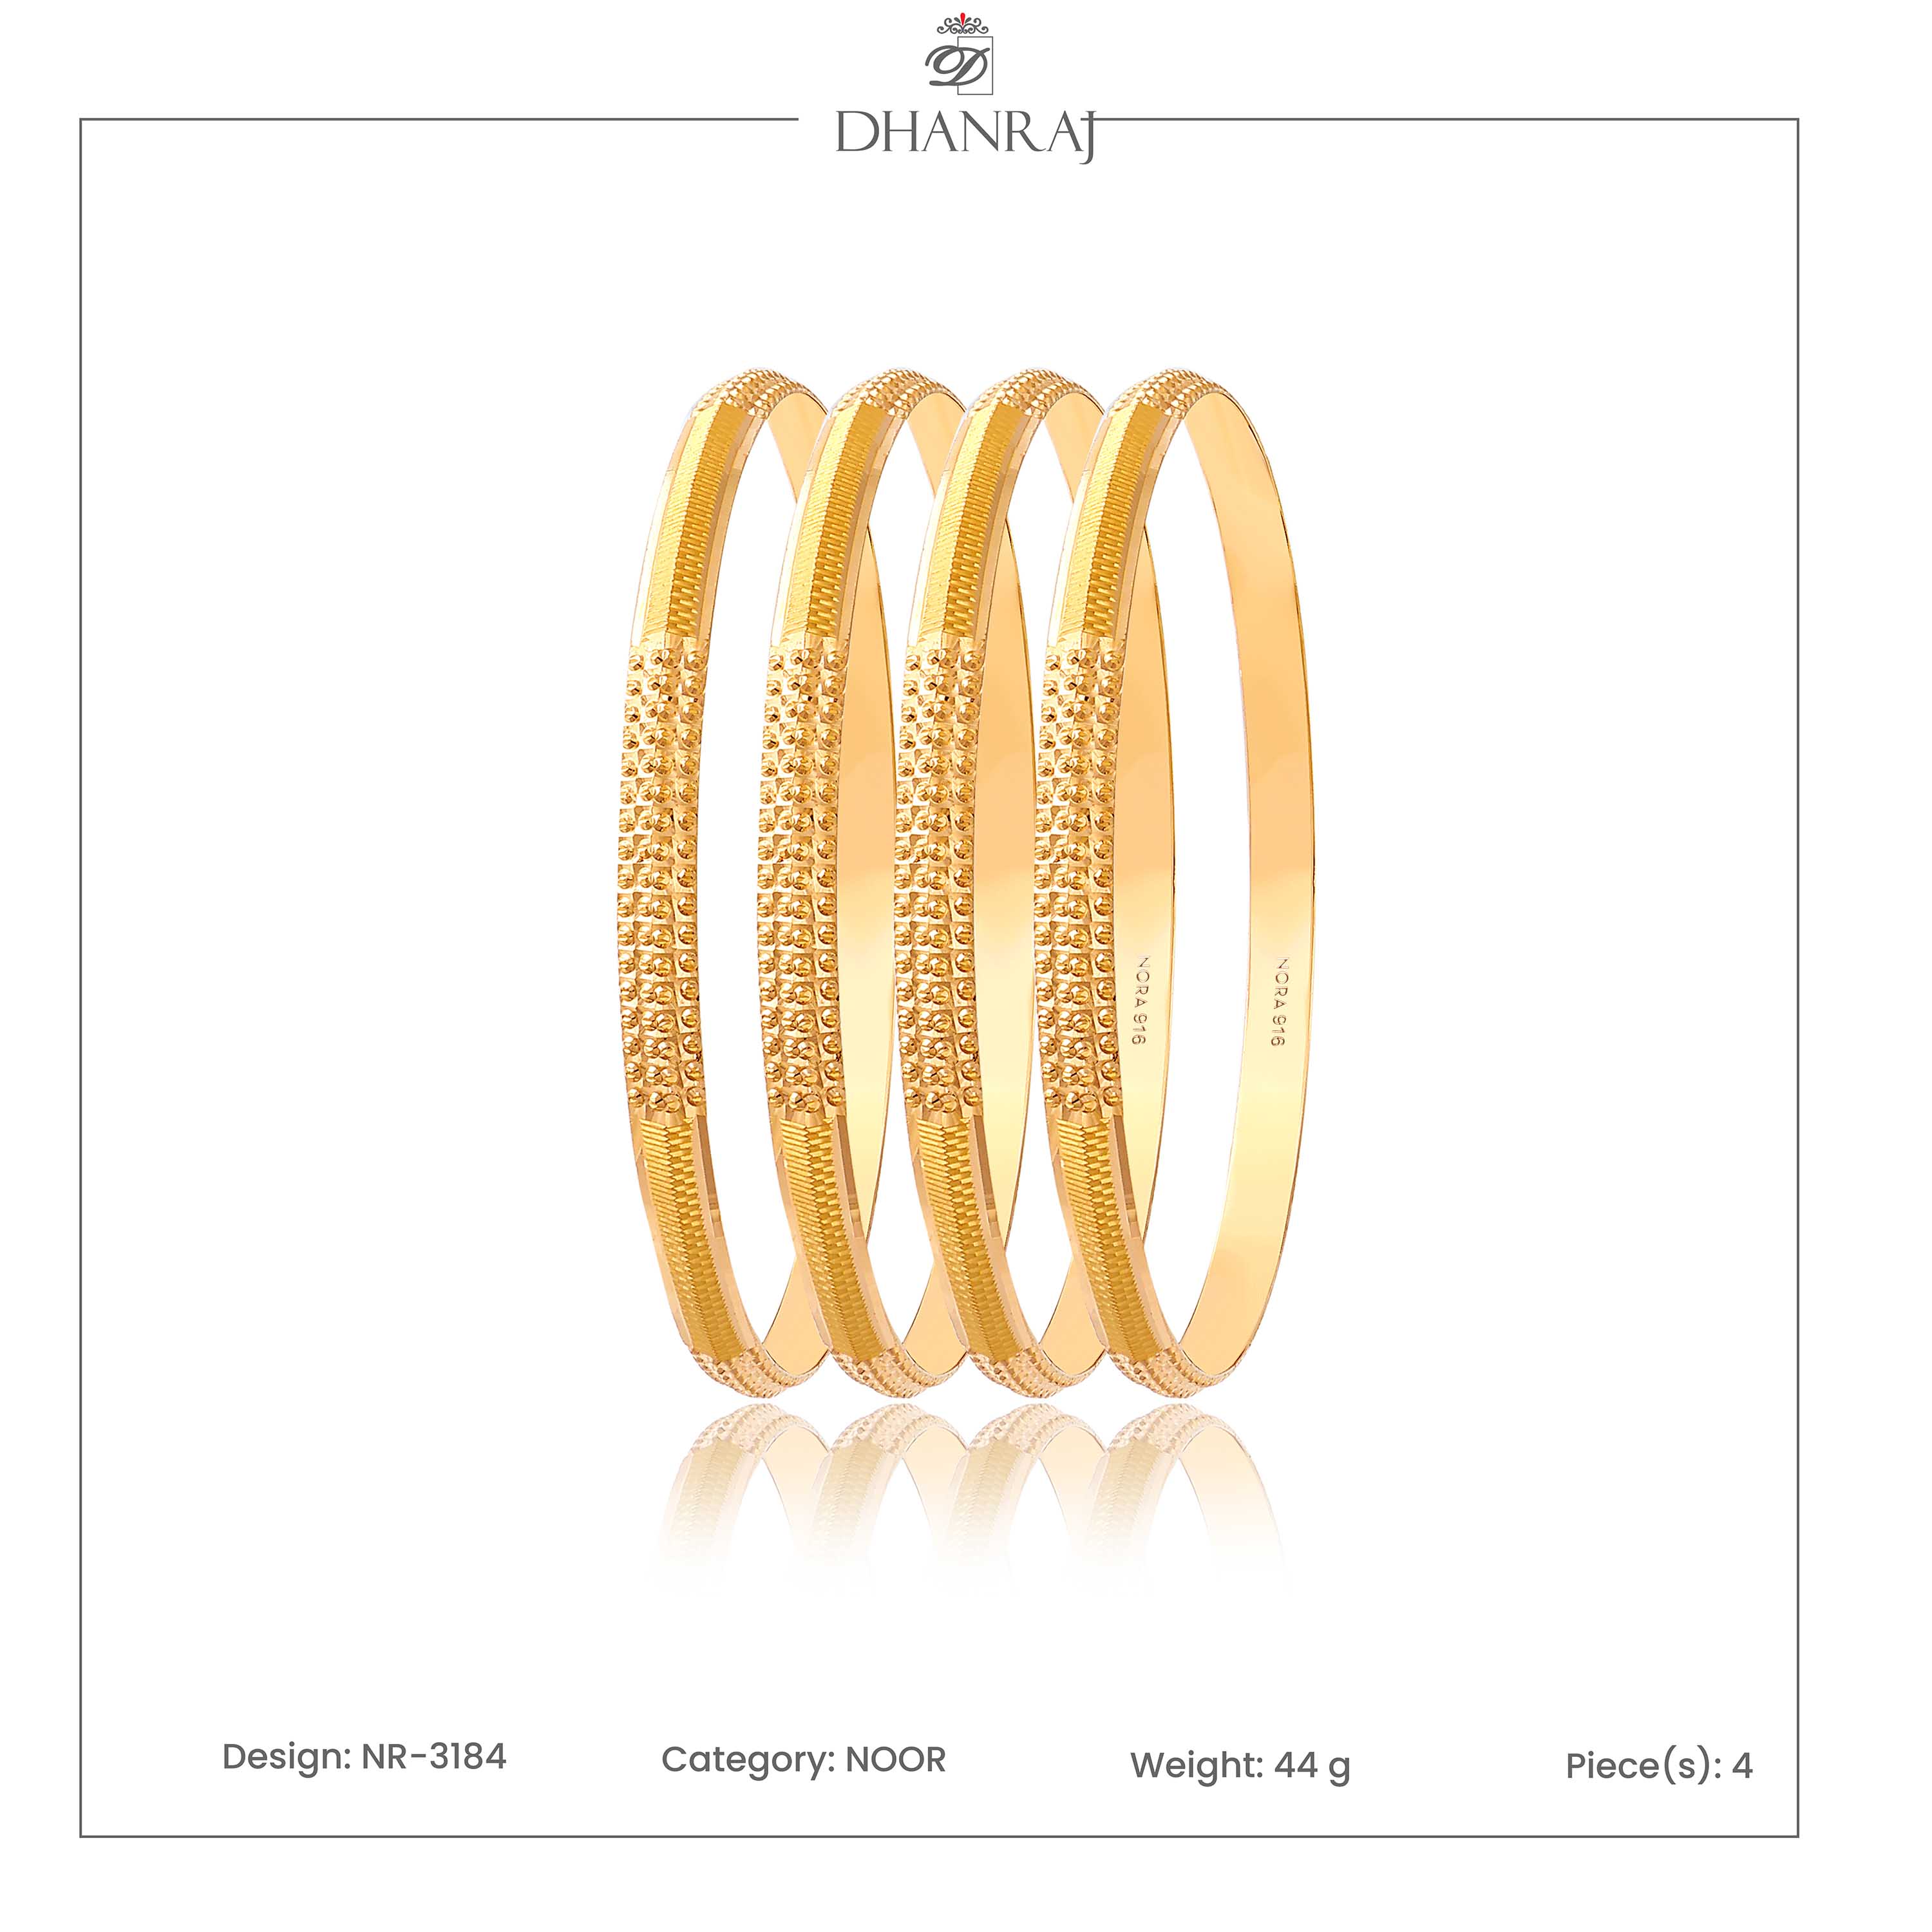 D
DHANRAJ
NORA 916
NORA 916
Design: NR-3184
Category: NOOR
Weight: 44 g
Piece(s): 4